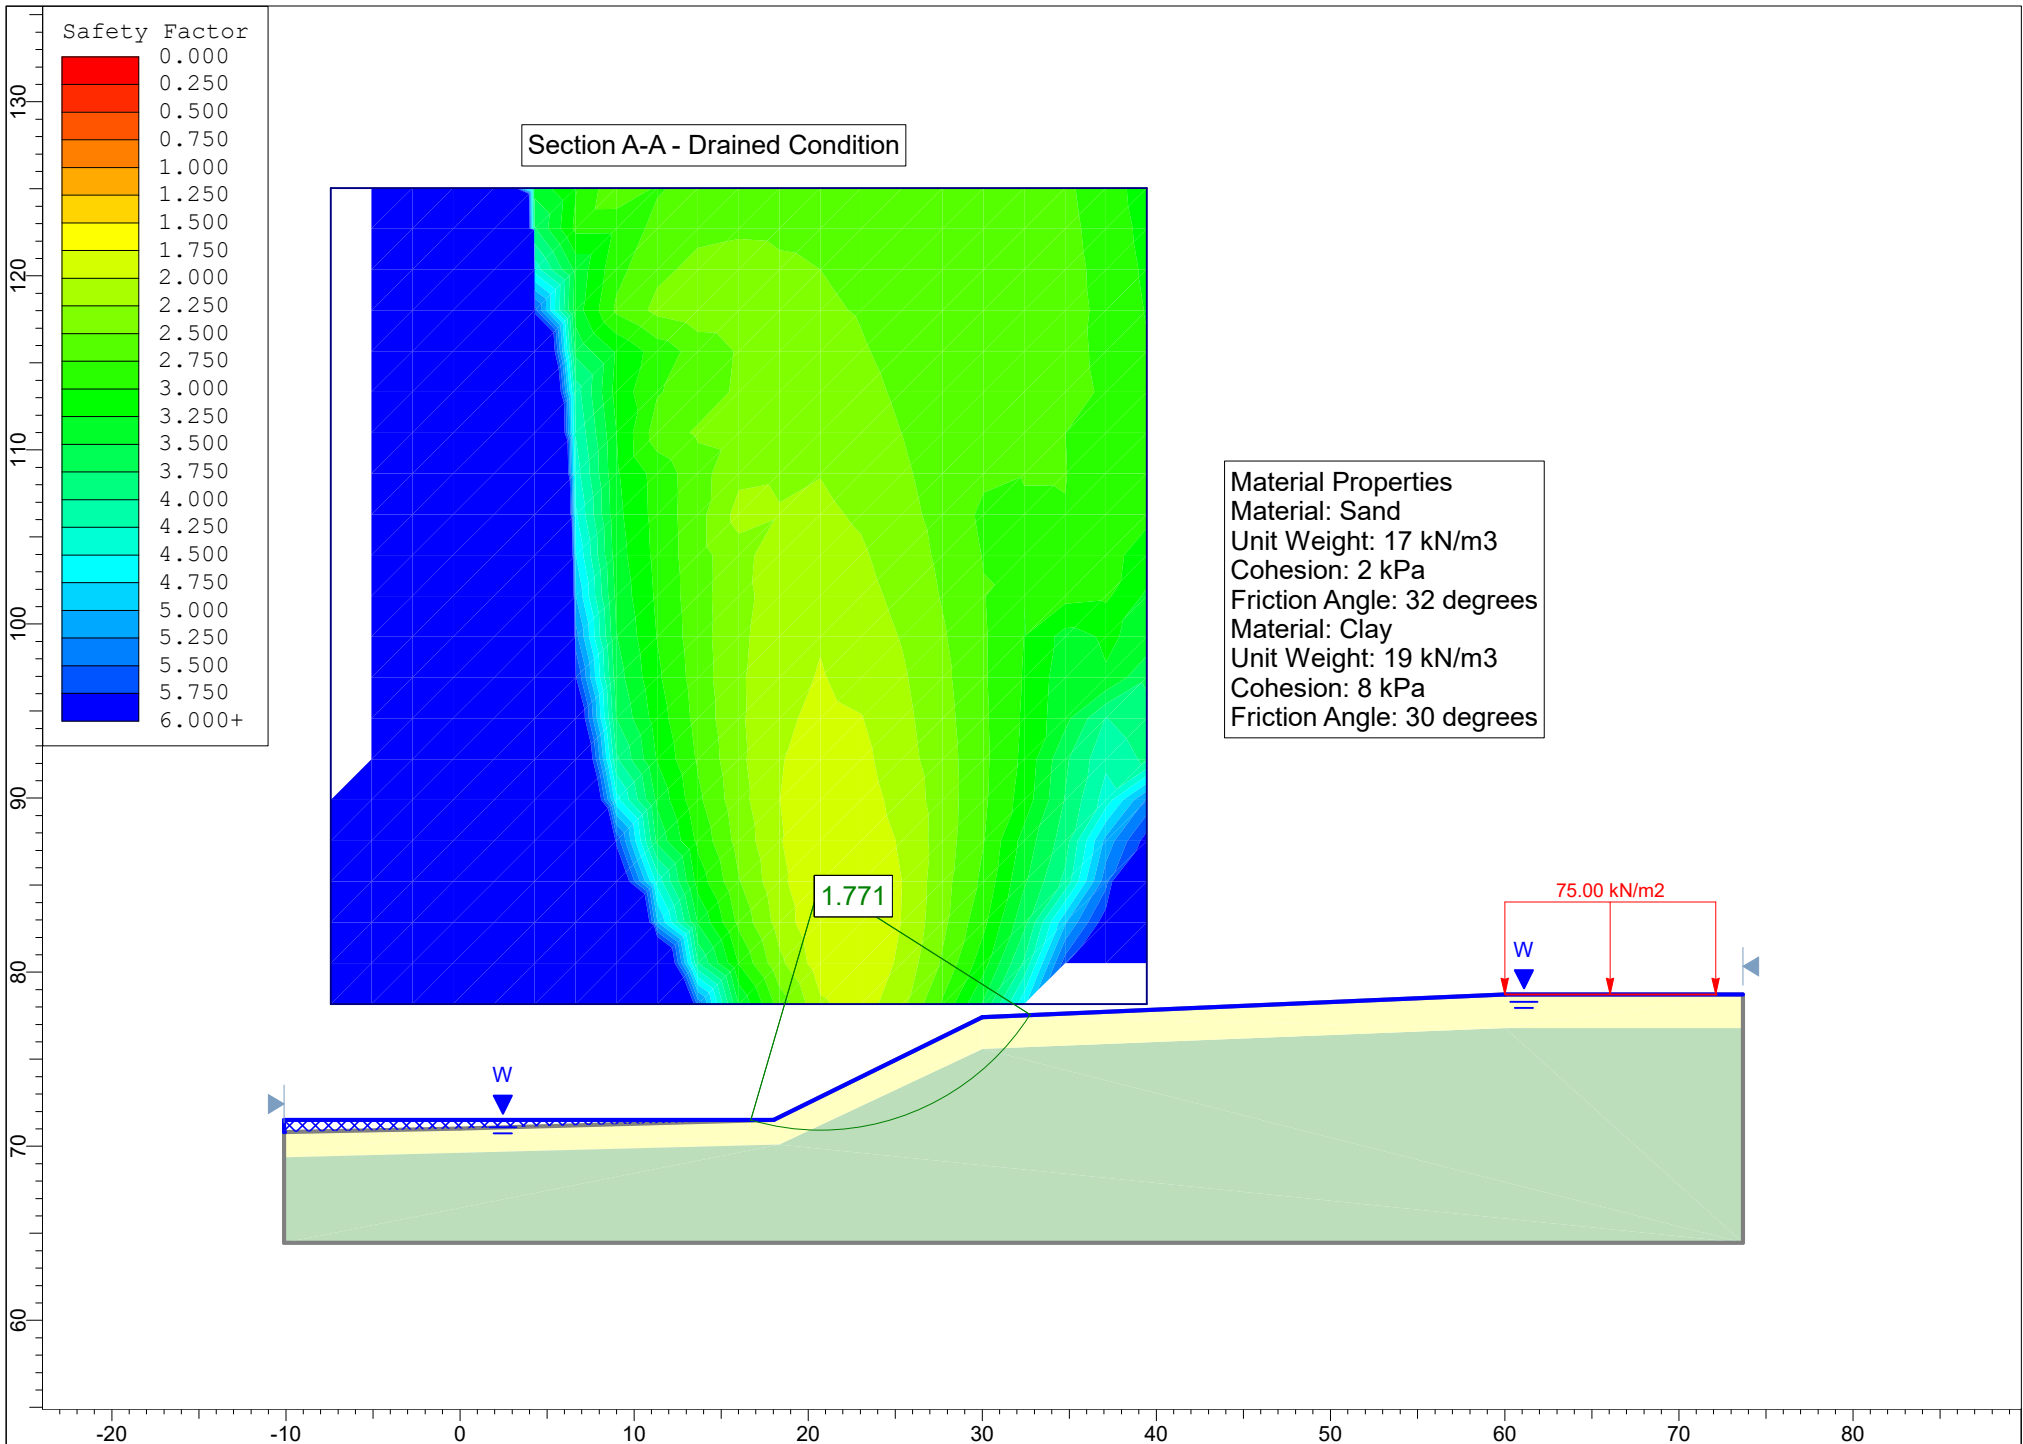 Safety Factor
0.000
0.250
0.500
0.750
1.000
1.250
1.500
1.750
2.000
2.250
2.500
2.750
3.000
3.250
3.500
3.750
4.000
4.250
4.500
4.750
5.000
5.250
5.500
5.750
6.000+
Section A-A - Drained Condition
Material Properties
Material: Sand
Unit Weight: 17 kN/m3
Cohesion: 2 kPa
Friction Angle: 32 degrees
Material: Clay
Unit Weight: 19 kN/m3
Cohesion: 8 kPa
Friction Angle: 30 degrees
1.771
75.00 kN/m2
W
W
130
120
110
100
90
80
70
60
-20 -10 0 10 20 30 40 50 60 70 80